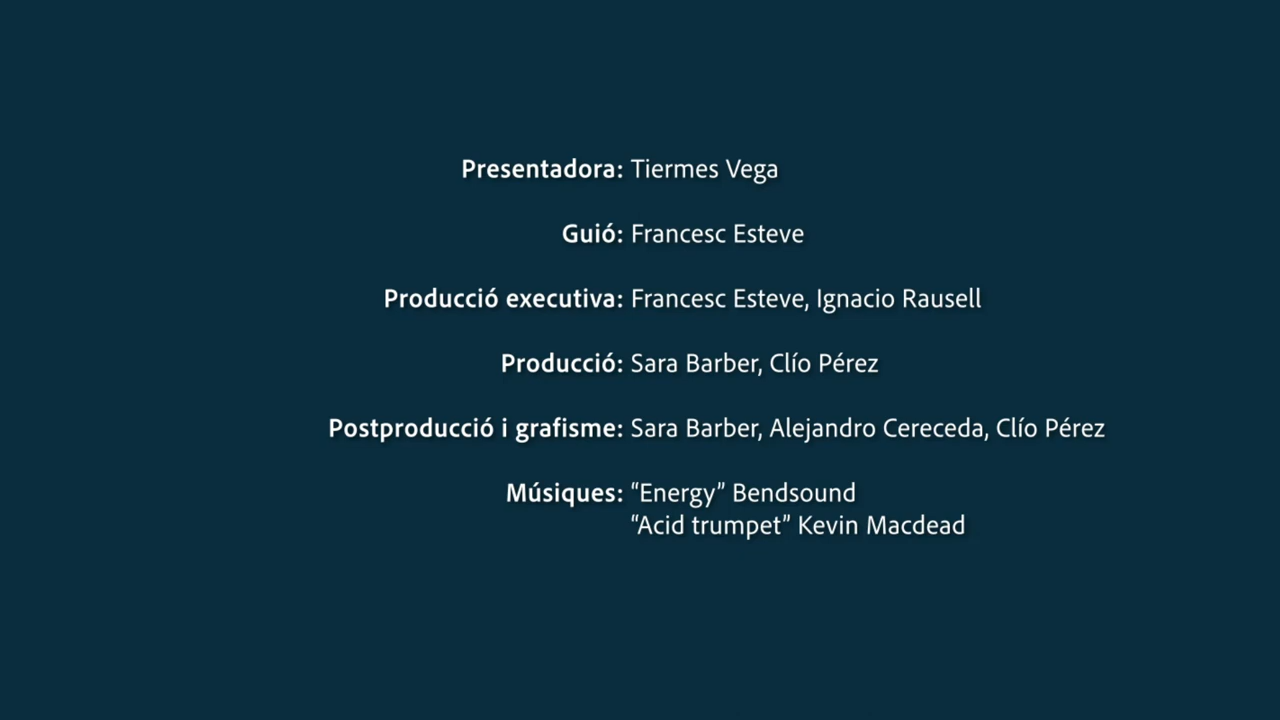 Presentadora: Tiermes Vega
Guió: Francesc Esteve
Producció executiva: Francesc Esteve, Ignacio Rausell
Producció: Sara Barber, Clío Pérez
Postproducció i grafisme: Sara Barber, Alejandro Cereceda, Clío Pérez
Músiques: “Energy” Bendsound
“Acid trumpet” Kevin Macdead